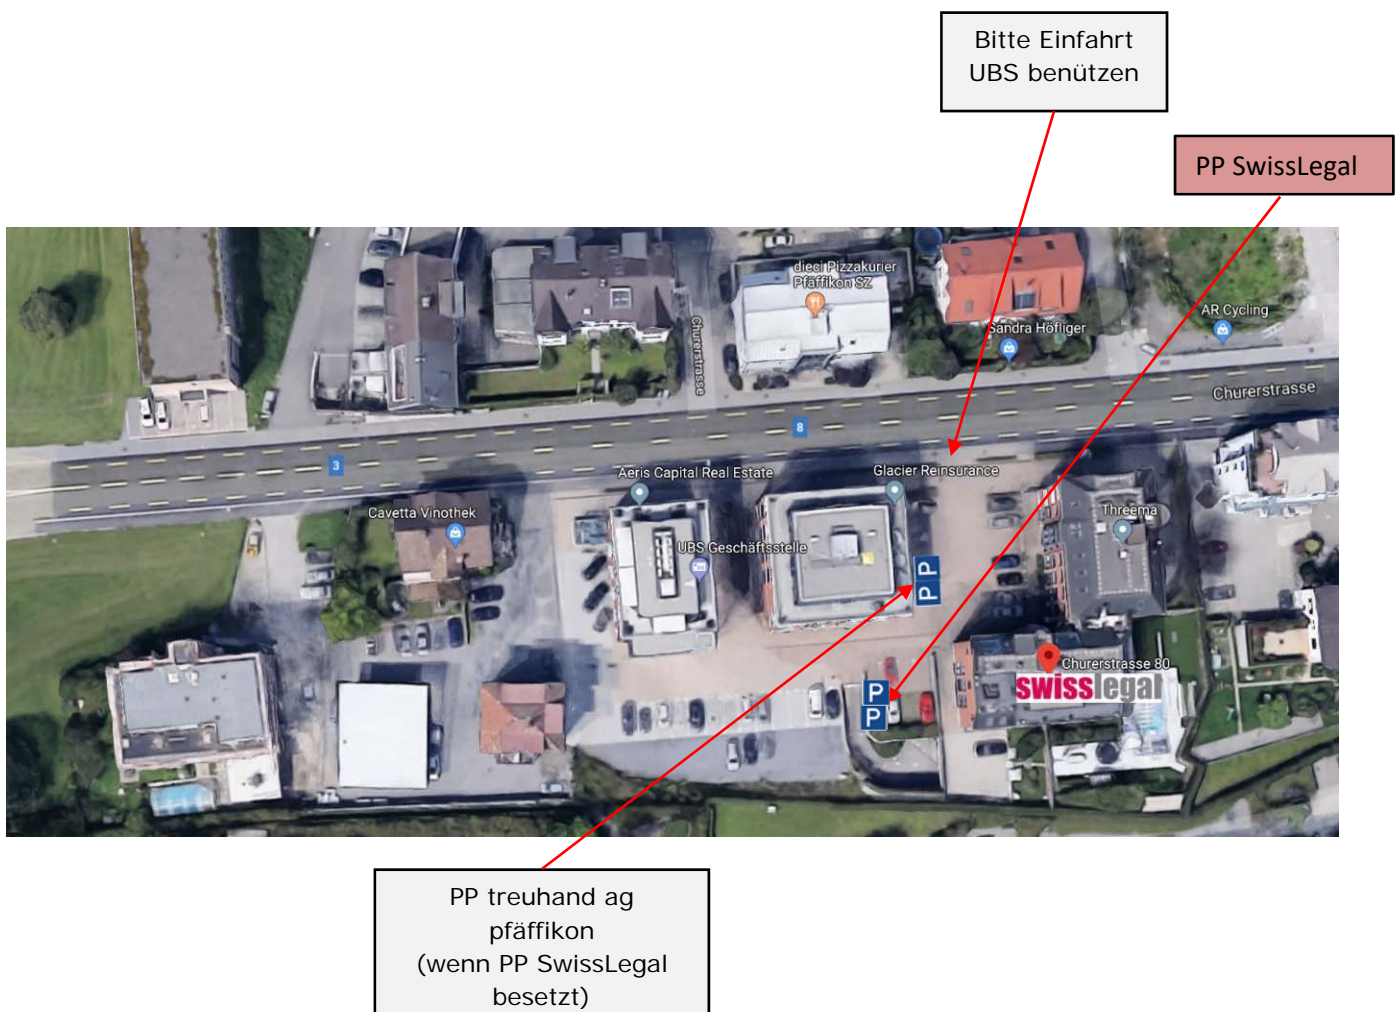 Bitte Einfahrt
UBS benützen
PP SwissLegal
dieci Pizzakurier
Pfäffikon SZ
AR Cycling
Sandra Höfliger
Churerstrasse
Churerstrasse
8
3
Aeris Capital Real Estate
Glacier Reinsurance
Cavetta Vinothek
Threema
UBS Geschäftsstelle
P
P
Churerstrasse 80
swisslegal
P
P
PP treuhand ag
pfäffikon
(wenn PP SwissLegal
besetzt)